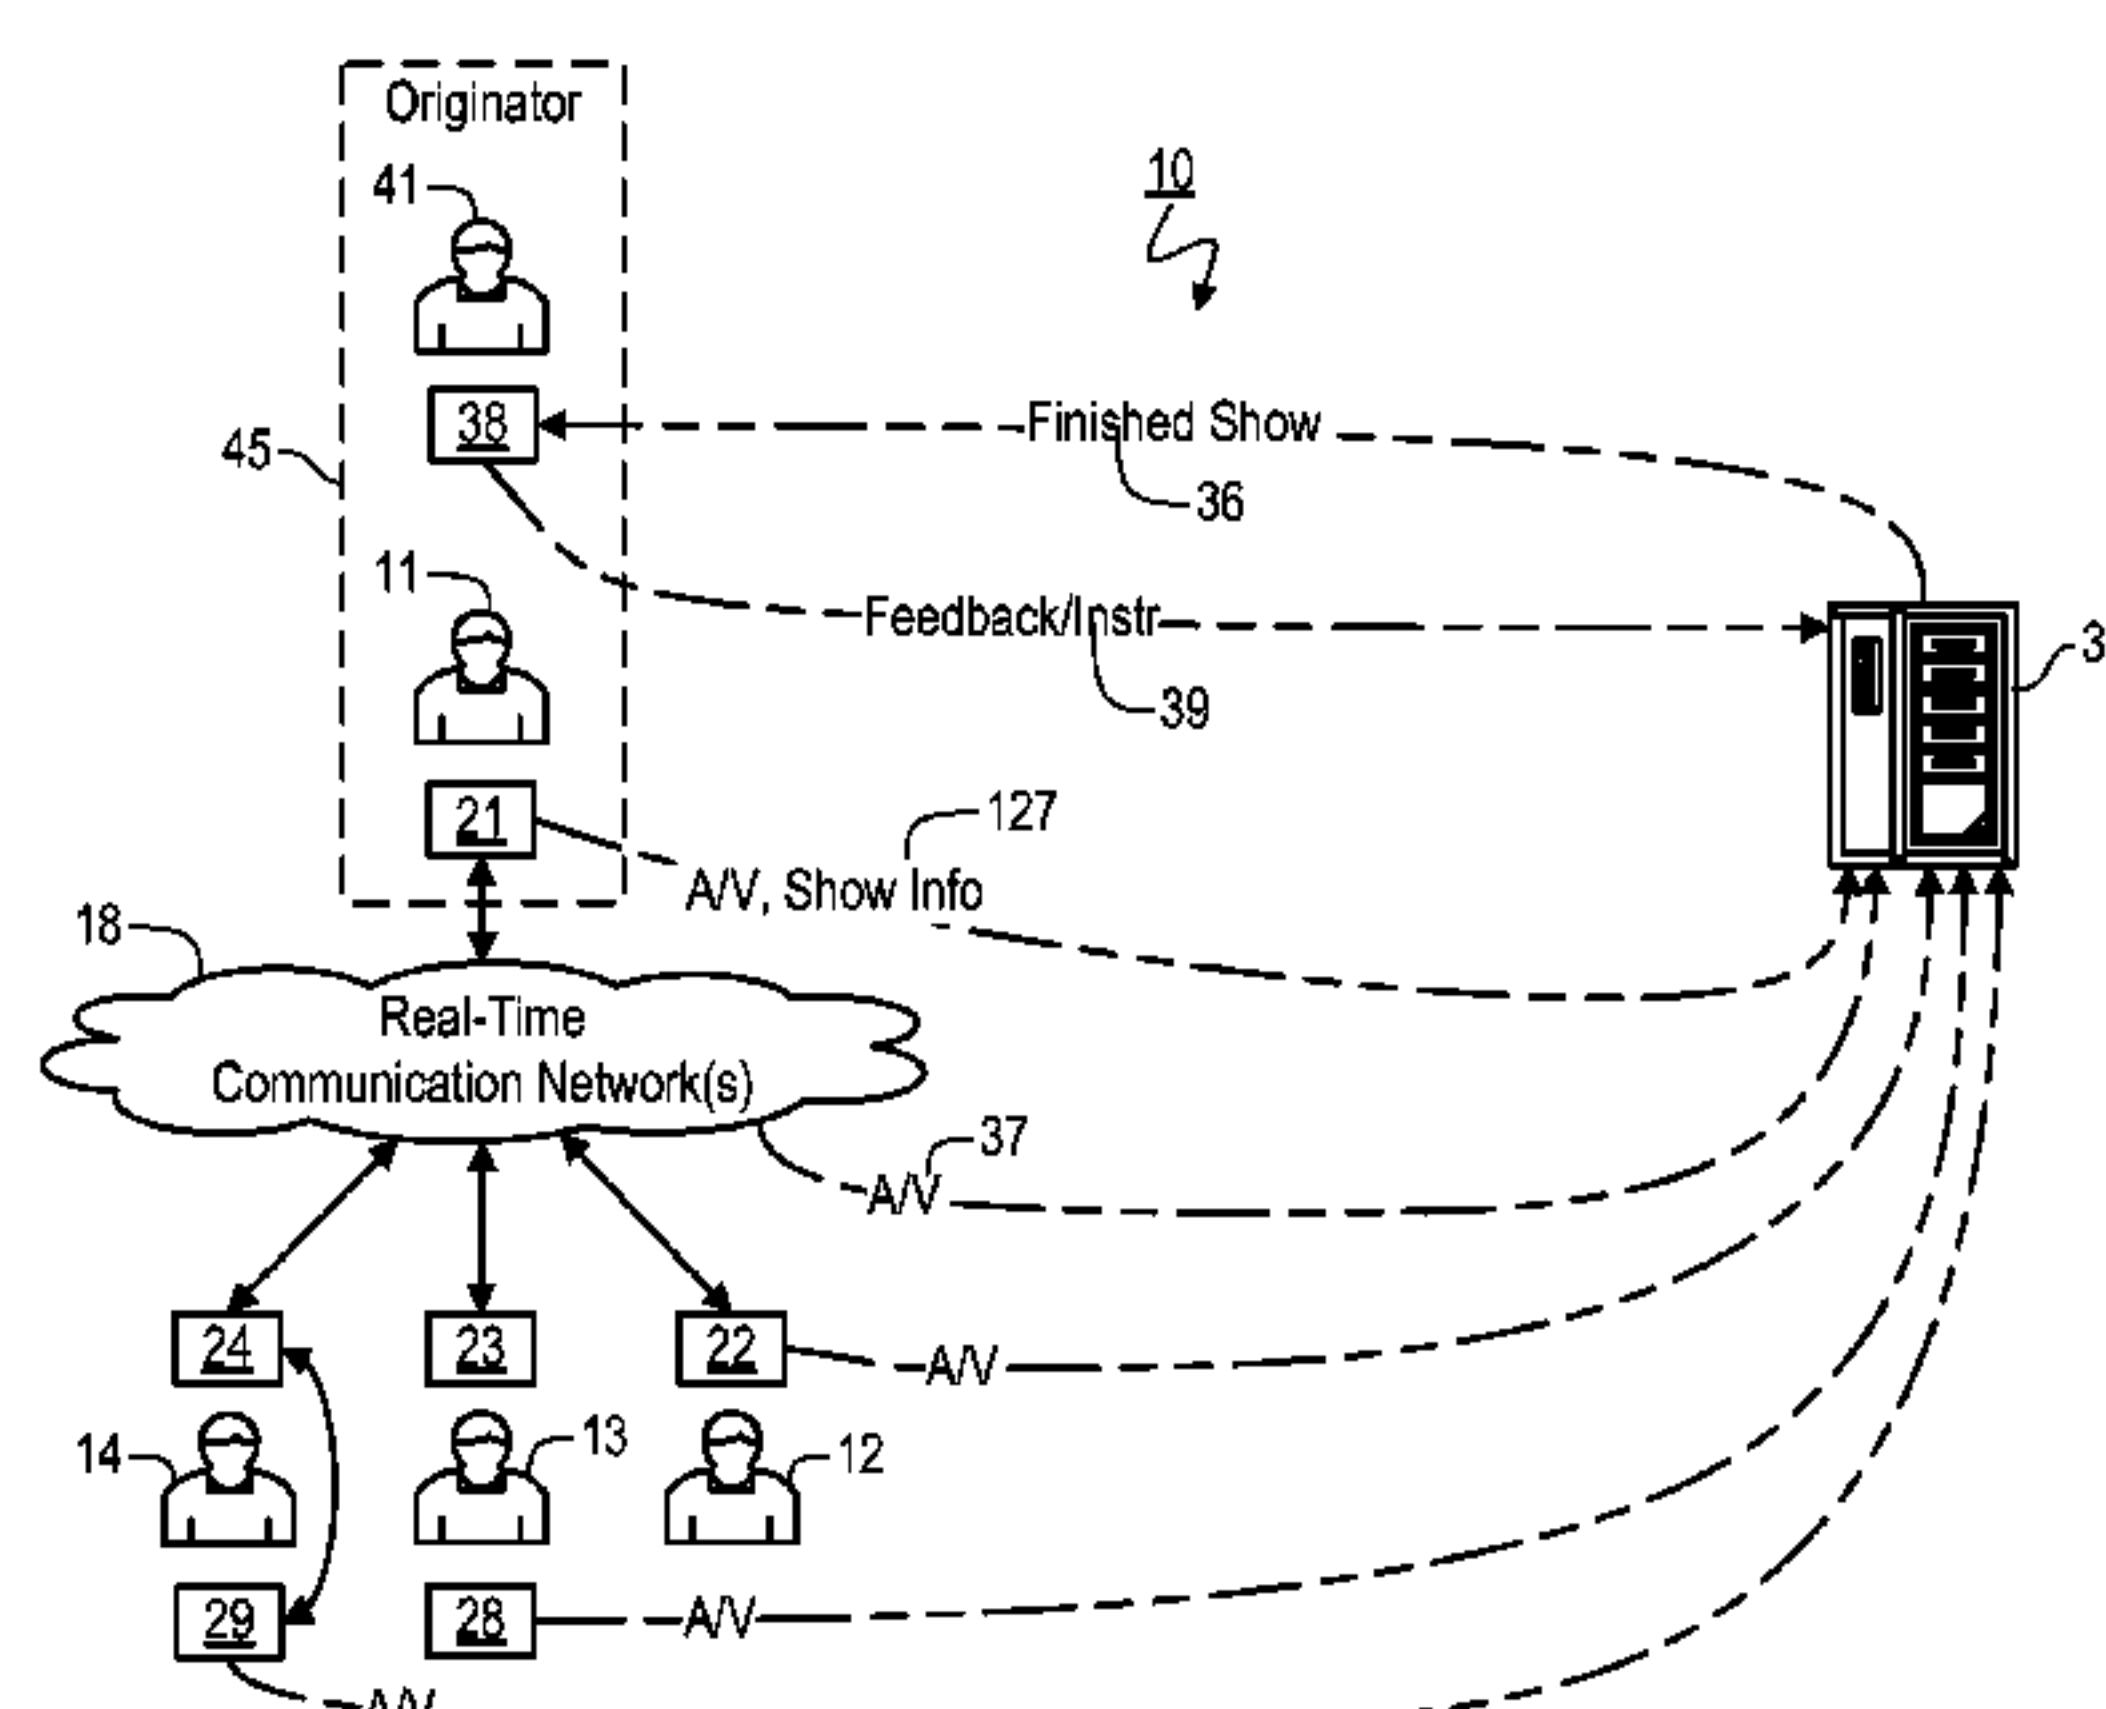 Originator
41
10
38
Finished Show
45
36
11
Feedback/Instr
3
39
21
127
A/V, Show Info
18
Real-Time
Communication Network(s)
37
A/V
24
23
22
A/V
14
13
12
29
28
A/V
A/V